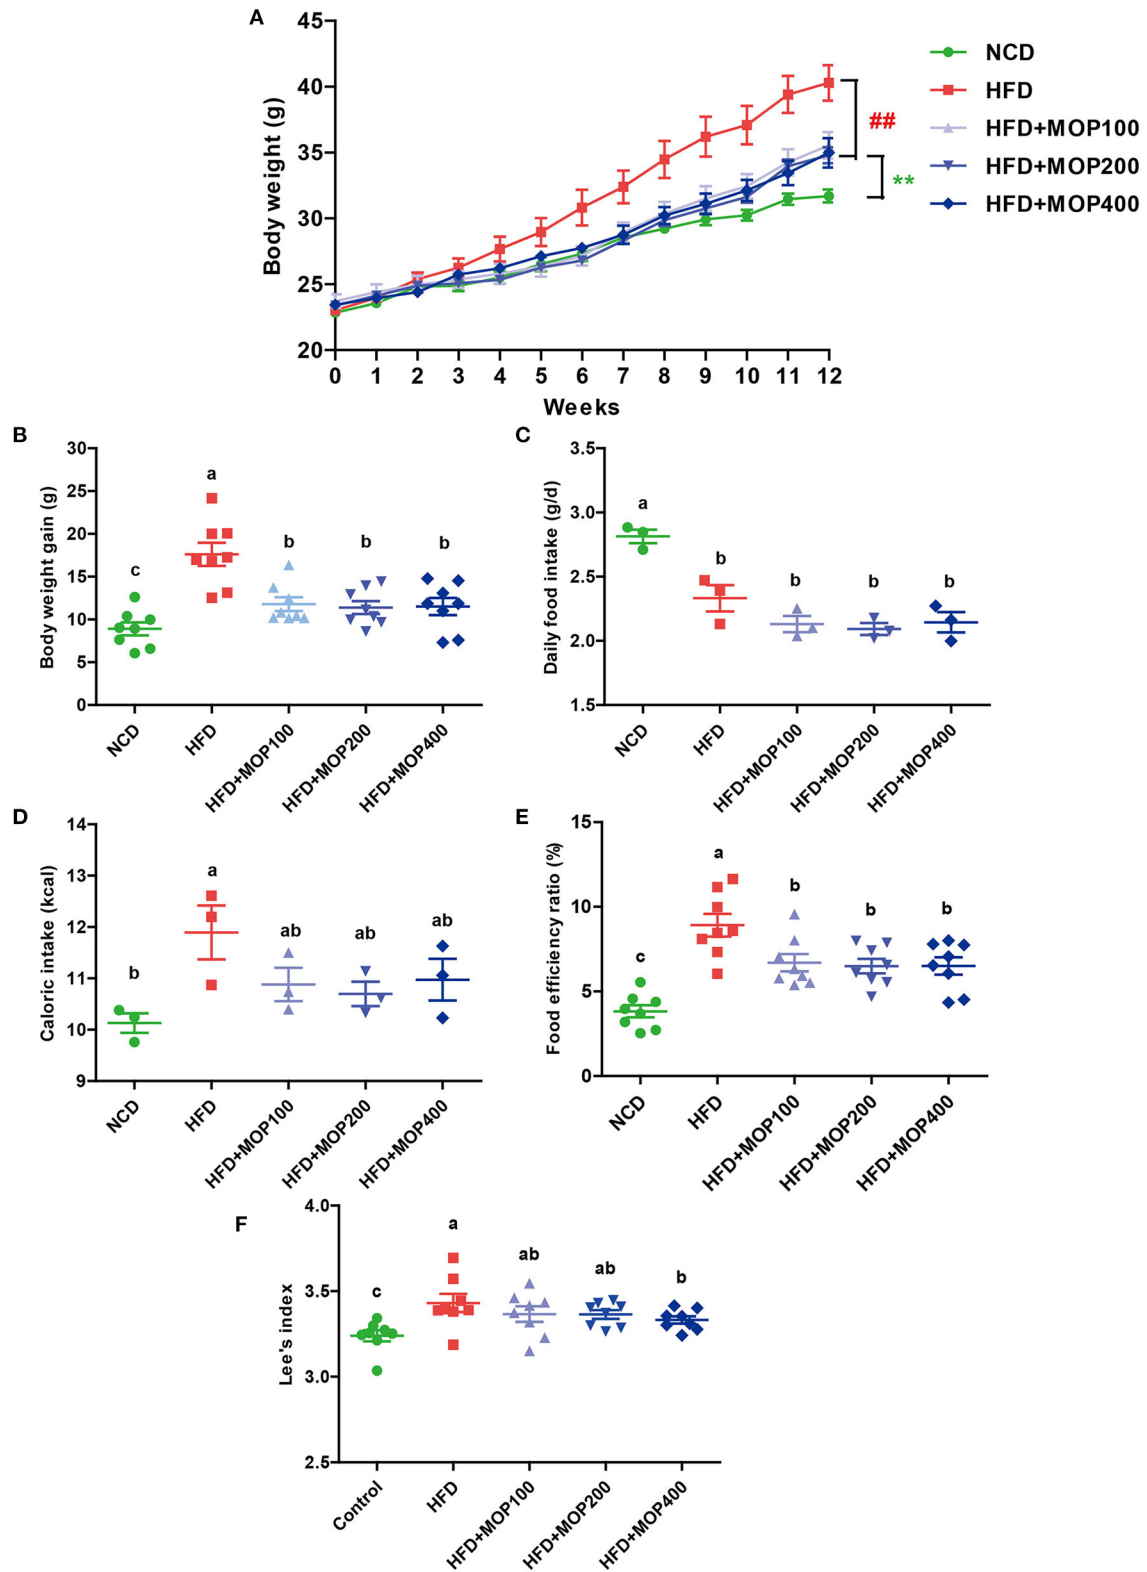 A
Body weight (g)
45
40
35
30
25
20
0 1 2 3 4 5 6 7 8 9 10 11 12
Weeks
##
**
NCD
HFD
HFD+MOP100
HFD+MOP200
HFD+MOP400
B
Body weight gain (g)
30
25
20
15
10
5
0
c
a
b
b
b
NCD
HFD
HFD+MOP100
HFD+MOP200
HFD+MOP400
C
Daily food intake (g/d)
3.5
3.0
2.5
2.0
1.5
a
b
b
b
b
NCD
HFD
HFD+MOP100
HFD+MOP200
HFD+MOP400
D
Caloric intake (kcal)
14
13
12
11
10
9
b
a
ab
ab
ab
NCD
HFD
HFD+MOP100
HFD+MOP200
HFD+MOP400
E
Food efficiency ratio (%)
15
10
5
0
c
a
b
b
b
NCD
HFD
HFD+MOP100
HFD+MOP200
HFD+MOP400
F
Lee's index
4.0
3.5
3.0
2.5
c
a
ab
ab
b
Control
HFD
HFD+MOP100
HFD+MOP200
HFD+MOP400